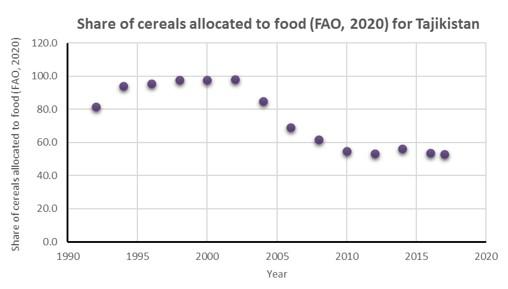 Share of cereals allocated to food (FAO, 2020) for Tajikistan
Share of cereals allocated to food (FAO, 2020)
120.0
100.0
80.0
60.0
40.0
20.0
0.0
1990 1995 2000 2005 2010 2015 2020
Year